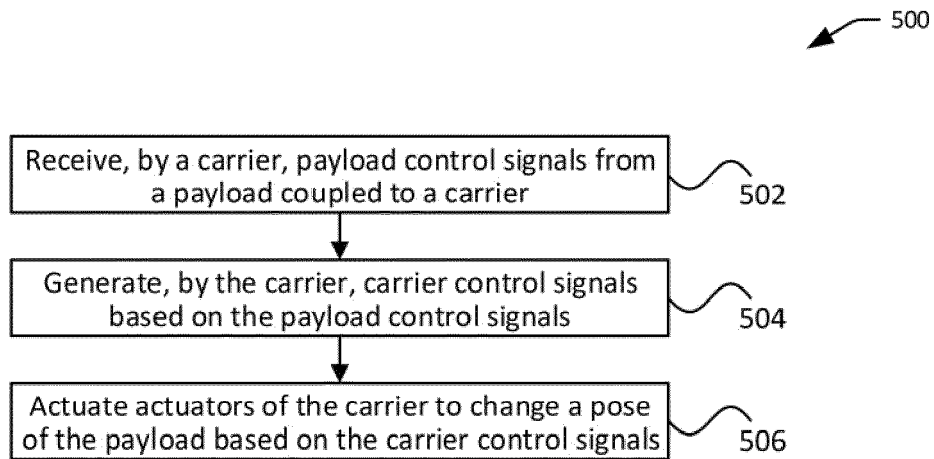 500
Receive, by a carrier, payload control signals from
a payload coupled to a carrier
502
Generate, by the carrier, carrier control signals
based on the payload control signals
504
Actuate actuators of the carrier to change a pose
of the payload based on the carrier control signals
506